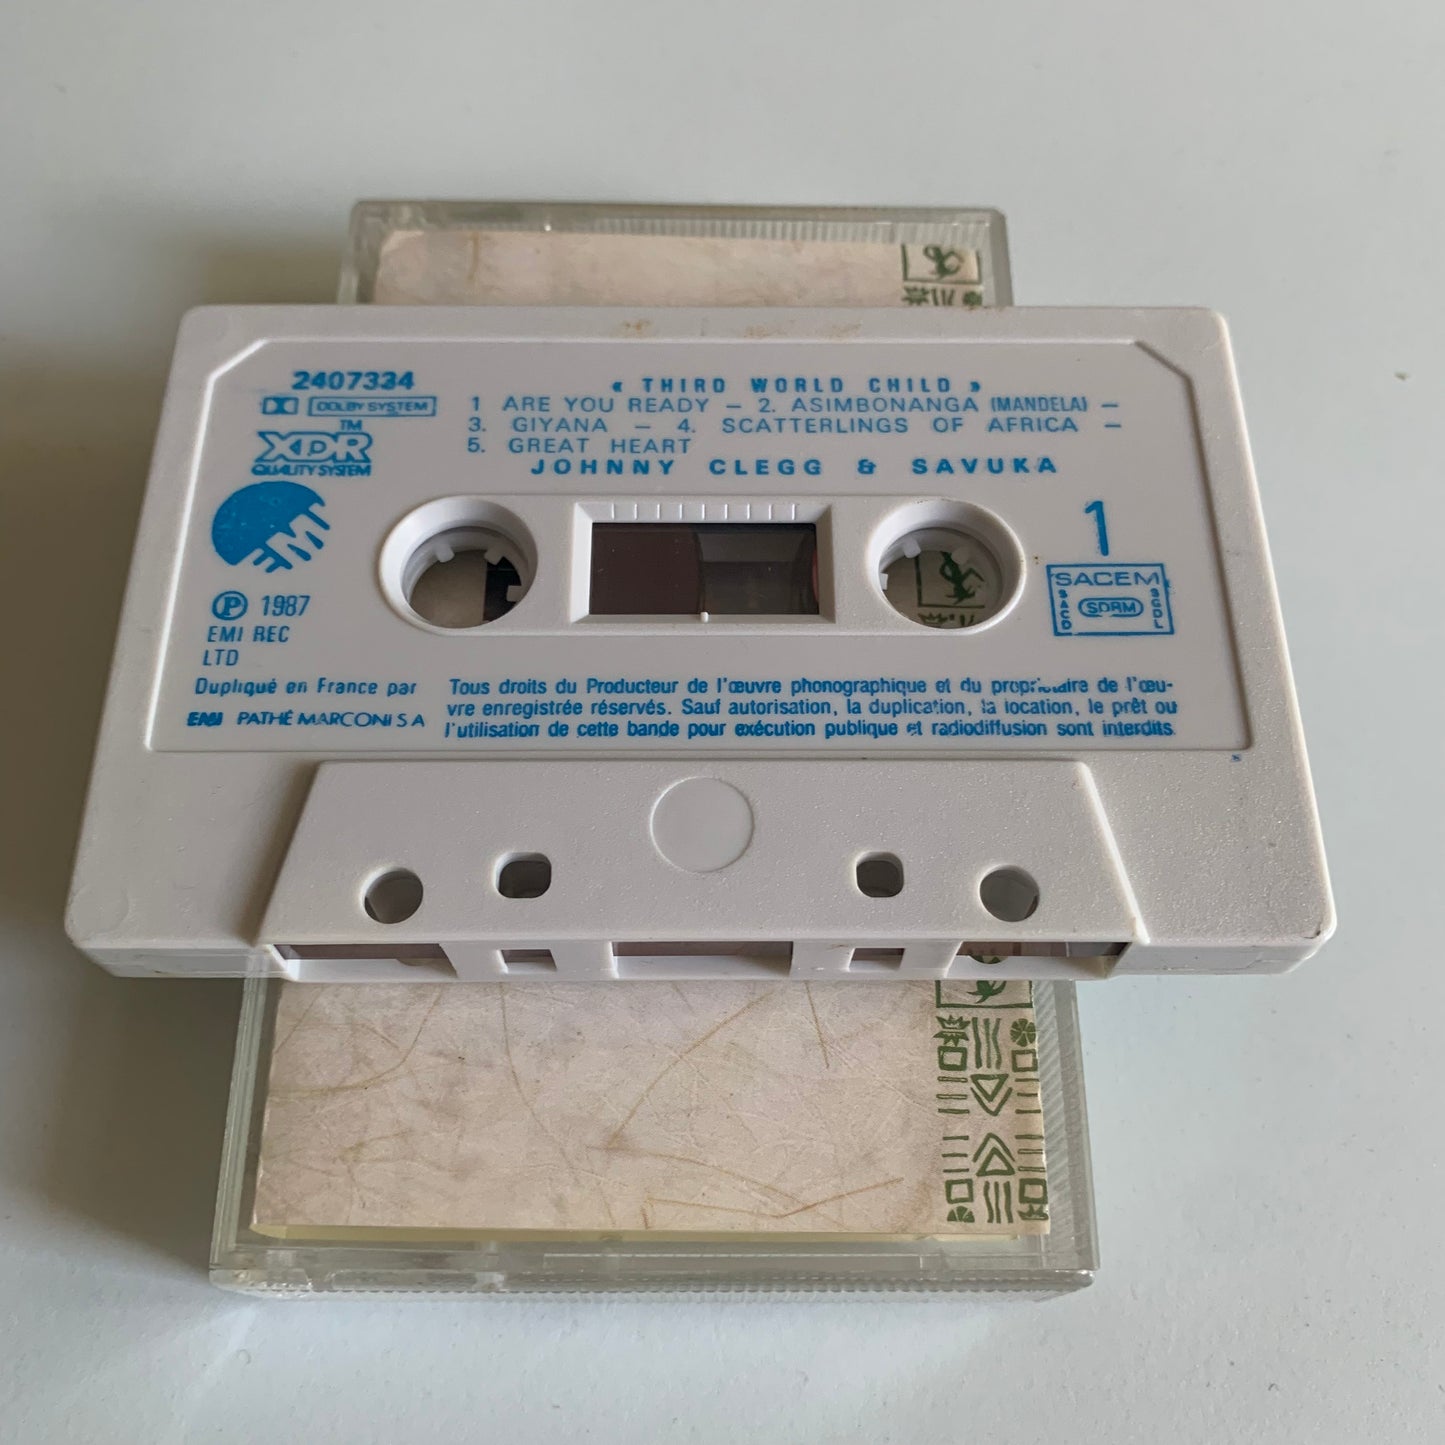 2407334
DOLBY SYSTEM
TM
XDR
QUALITY SYSTEM
EMI
« THIRD WORLD CHILD »
1 ARE YOU READY – 2. ASIMBONANGA (MANDELA) –
3. GIYANA – 4. SCATTERLINGS OF AFRICA –
5. GREAT HEART
JOHNNY CLEGG & SAVUKA
1
SACEM
SACD SDRM SGDL
Ⓟ 1987
EMI REC
LTD
Dupliqué en France par
EMI PATHÉ MARCONI S A
Tous droits du Producteur de l'œuvre phonographique et du propriétaire de l'œu-
vre enregistrée réservés. Sauf autorisation, la duplication, la location, le prêt ou
l'utilisation de cette bande pour exécution publique et radiodiffusion sont interdits